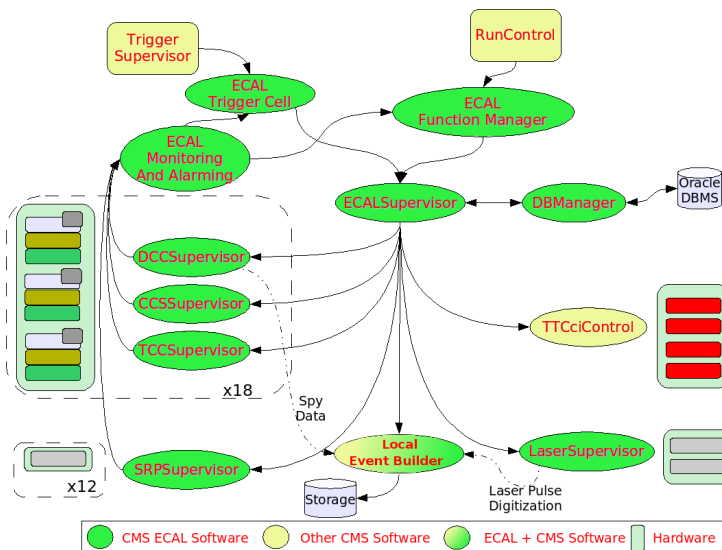 Trigger
Supervisor
RunControl
ECAL
Trigger Cell
ECAL
Function Manager
ECAL
Monitoring
And Alarming
ECALSupervisor
DBManager
Oracle
DBMS
DCCSupervisor
CCSSupervisor
TCCSupervisor
TTCciControl
x18
Spy
Data
SRPSupervisor
Local
Event Builder
LaserSupervisor
x12
Storage
Laser Pulse
Digitization
CMS ECAL Software
Other CMS Software
ECAL + CMS Software
Hardware